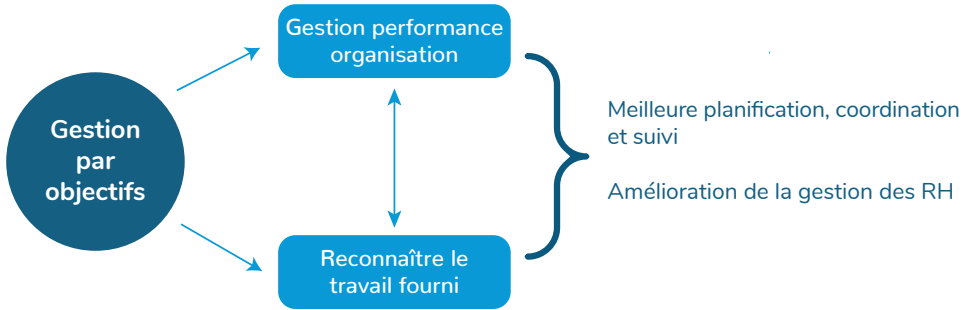 Gestion performance
organisation
Gestion
par
objectifs
Meilleure planification, coordination
et suivi
Amélioration de la gestion des RH
Reconnaître le
travail fourni